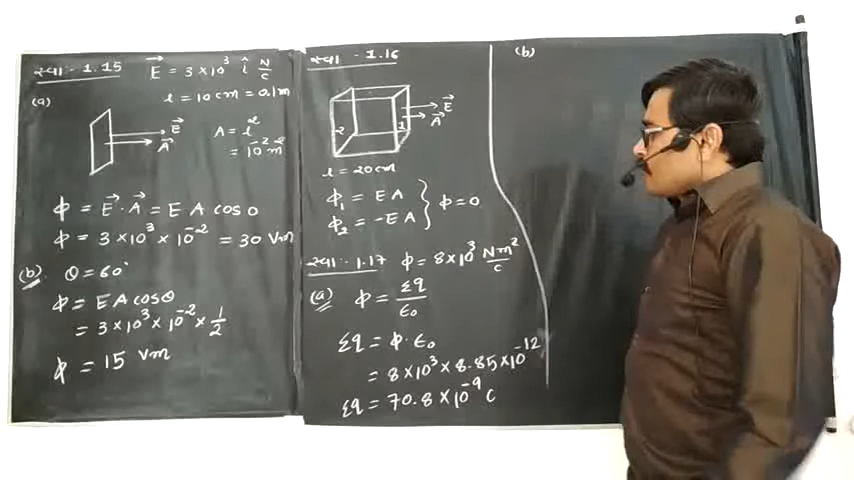 स्वा:- 1.15 E⃗ = 3 × 10³ î N/C
l = 10 cm = 0.1 m
(a)
E⃗
A⃗
A = l²
= 10⁻² m²
ϕ = E⃗ · A⃗ = E A cos 0
ϕ = 3 × 10³ × 10⁻² = 30 Vm
(b). θ = 60°
ϕ = E A cosθ
= 3 × 10³ × 10⁻² × 1/2
ϕ = 15 Vm
स्वा:- 1.16
2
1
E⃗
A⃗
l = 20 cm
ϕ₁ = E A
ϕ₂ = -E A } ϕ = 0
स्वा:- 1.17 ϕ = 8 × 10³ Nm²/C
(a) ϕ = Σq/ε₀
Σq = ϕ · ε₀
= 8 × 10³ × 8.85 × 10⁻¹²
Σq = 70.8 × 10⁻⁹ C
(b)